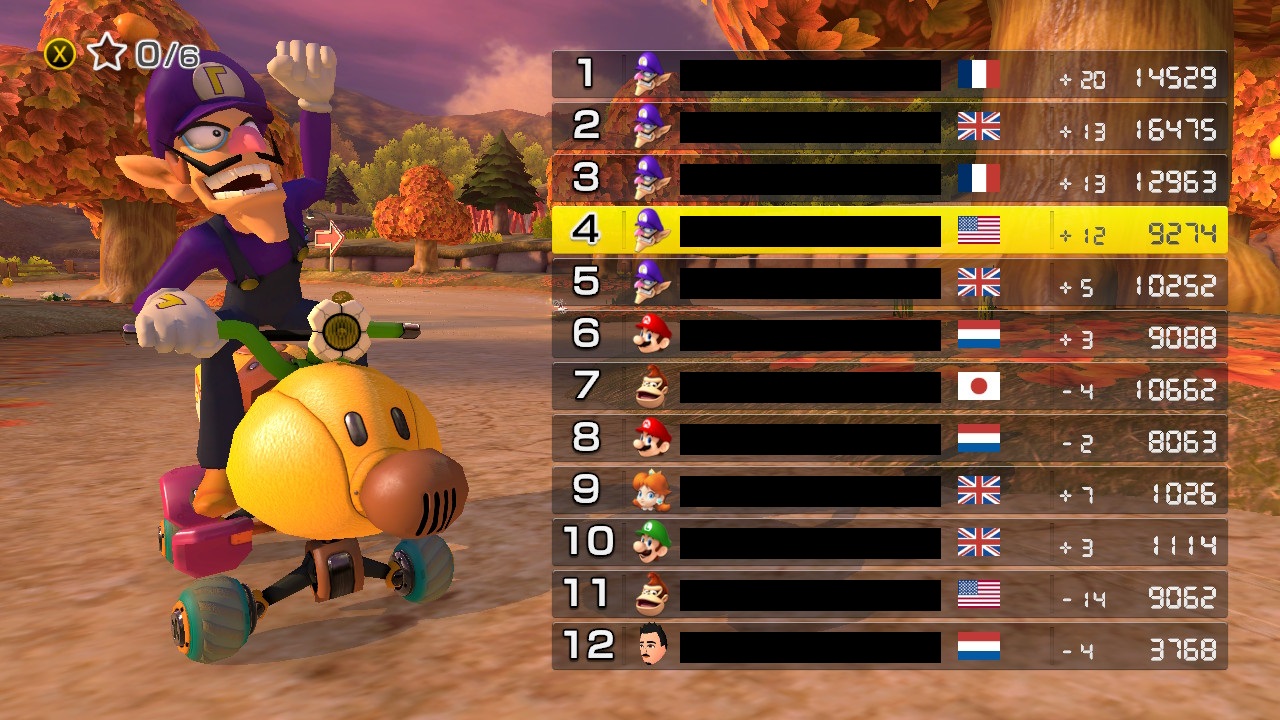 X 0/6
1 + 20 14529
2 + 13 16475
3 + 13 12963
4 + 12 9274
5 + 5 10252
6 + 3 9088
7 - 4 10662
8 - 2 8063
9 + 7 1026
10 + 3 1114
11 - 14 9062
12 - 4 3768